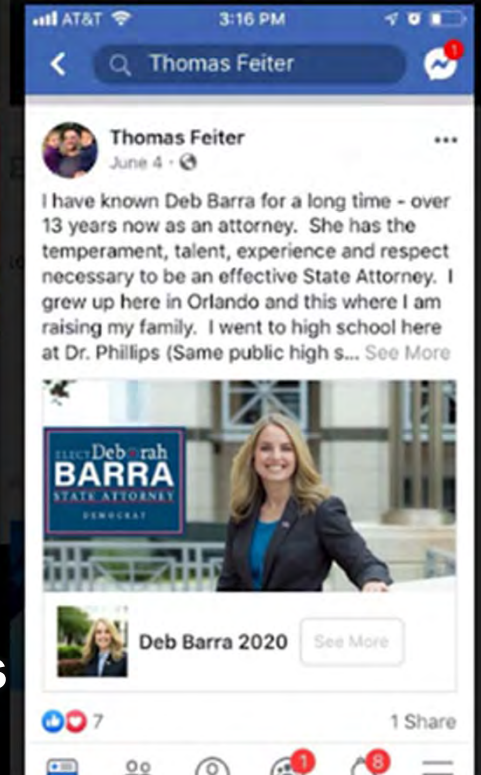 AT&T 3:16 PM
Thomas Feiter
1
Thomas Feiter
June 4 ·
I have known Deb Barra for a long time - over
13 years now as an attorney. She has the
temperament, talent, experience and respect
necessary to be an effective State Attorney. I
grew up here in Orlando and this where I am
raising my family. I went to high school here
at Dr. Phillips (Same public high s... See More
ELECT Deborah
BARRA
STATE ATTORNEY
DEMOCRAT
Deb Barra 2020 See More
s
7 1 Share
1 8